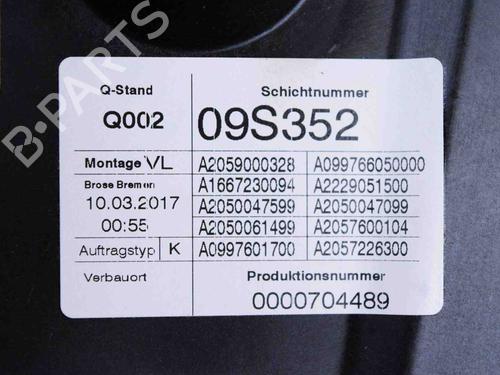 Q-Stand Schichtnummer
Q002 09S352
Montage VL A2059000328 A099766050000
Brose Bremen A1667230094 A2229051500
10.03.2017 A2050047599 A2050047099
00:55 A2050061499 A2057600104
Auftragstyp K A0997601700 A2057226300
Verbauort Produktionsnummer
0000704489
B-PARTS